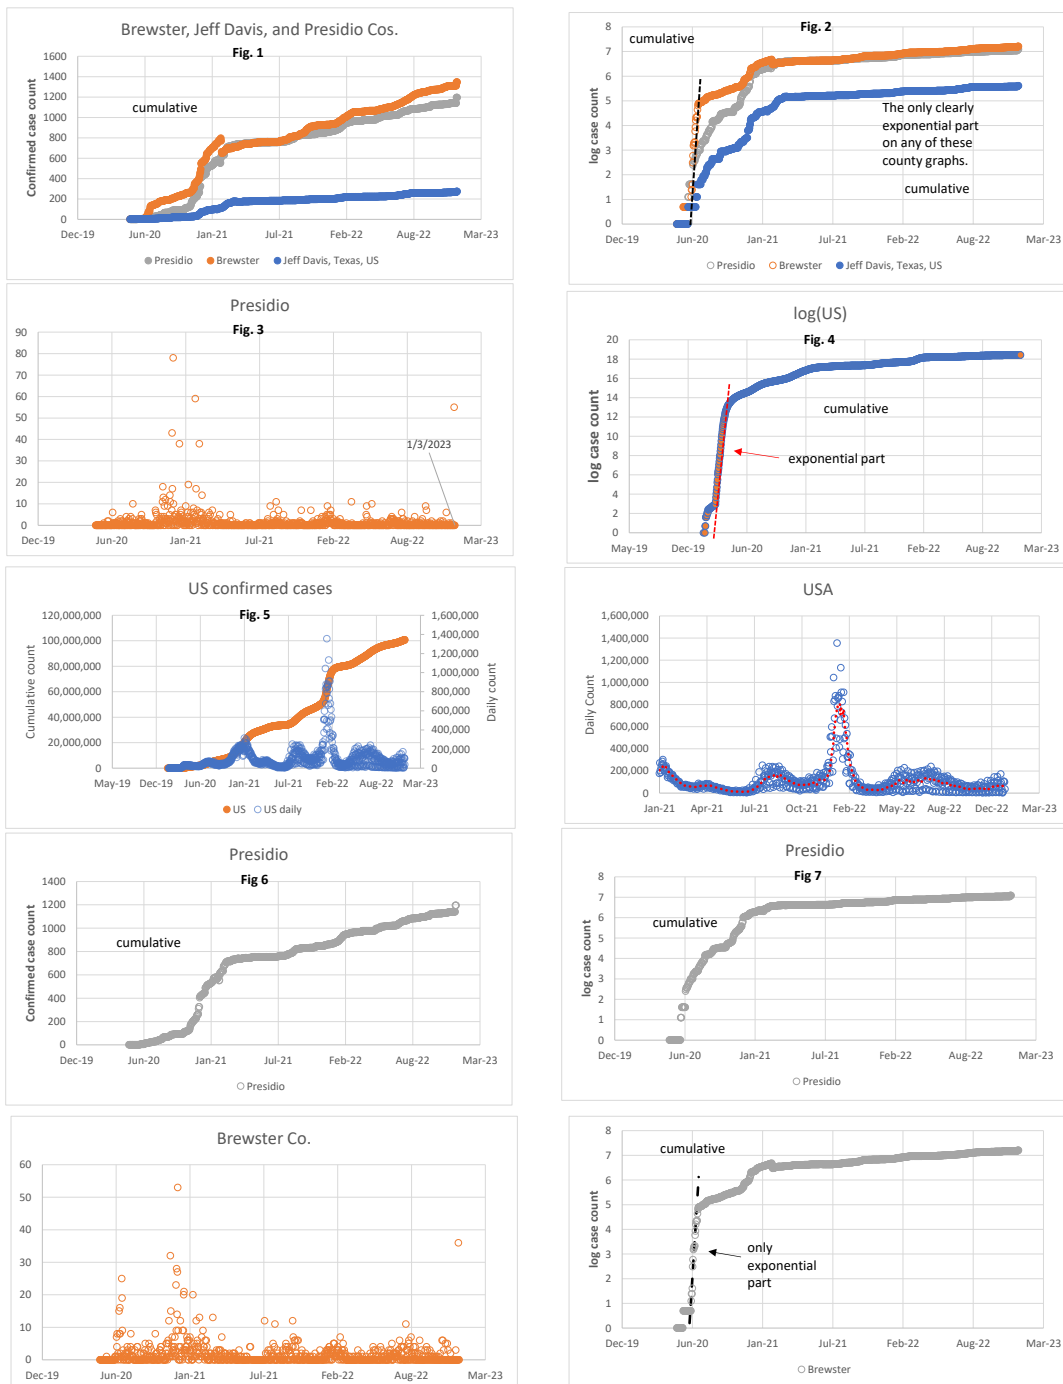 Brewster, Jeff Davis, and Presidio Cos.
Fig. 1
cumulative
Confirmed case count
1600
1400
1200
1000
800
600
400
200
0
Dec-19 Jun-20 Jan-21 Jul-21 Feb-22 Aug-22 Mar-23
Presidio Brewster Jeff Davis, Texas, US
Fig. 2
cumulative
log case count
8
7
6
5
4
3
2
1
0
The only clearly
exponential part
on any of these
county graphs.
cumulative
Dec-19 Jun-20 Jan-21 Jul-21 Feb-22 Aug-22 Mar-23
Presidio Brewster Jeff Davis, Texas, US
Presidio
Fig. 3
90
80
70
60
50
40
30
20
10
0
1/3/2023
Dec-19 Jun-20 Jan-21 Jul-21 Feb-22 Aug-22 Mar-23
log(US)
Fig. 4
log case count
20
18
16
14
12
10
8
6
4
2
0
cumulative
exponential part
May-19 Dec-19 Jun-20 Jan-21 Jul-21 Feb-22 Aug-22 Mar-23
US confirmed cases
Fig. 5
Cumulative count
120,000,000
100,000,000
80,000,000
60,000,000
40,000,000
20,000,000
0
1,600,000
1,400,000
1,200,000
1,000,000
800,000
600,000
400,000
200,000
0
Daily count
May-19 Dec-19 Jun-20 Jan-21 Jul-21 Feb-22 Aug-22 Mar-23
US US daily
USA
Daily Count
1,600,000
1,400,000
1,200,000
1,000,000
800,000
600,000
400,000
200,000
0
Jan-21 Apr-21 Jul-21 Oct-21 Feb-22 May-22 Aug-22 Dec-22 Mar-23
Presidio
Fig 6
cumulative
Confirmed case count
1400
1200
1000
800
600
400
200
0
Dec-19 Jun-20 Jan-21 Jul-21 Feb-22 Aug-22 Mar-23
Presidio
Presidio
Fig 7
cumulative
log case count
8
7
6
5
4
3
2
1
0
Dec-19 Jun-20 Jan-21 Jul-21 Feb-22 Aug-22 Mar-23
Presidio
Brewster Co.
60
50
40
30
20
10
0
Dec-19 Jun-20 Jan-21 Jul-21 Feb-22 Aug-22 Mar-23
cumulative
log case count
8
7
6
5
4
3
2
1
0
only
exponential
part
Dec-19 Jun-20 Jan-21 Jul-21 Feb-22 Aug-22 Mar-23
Brewster